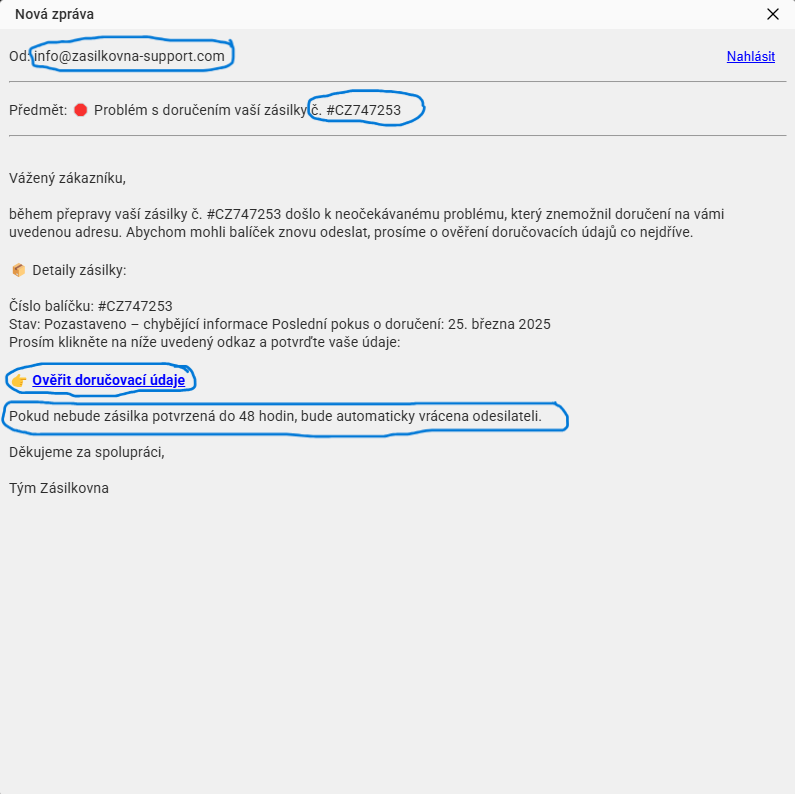 Nová zpráva
Od: info@zasilkovna-support.com
Nahlásit
Předmět: 🛑 Problém s doručením vaší zásilky č. #CZ747253
Vážený zákazníku,
během přepravy vaší zásilky č. #CZ747253 došlo k neočekávanému problému, který znemožnil doručení na vámi
uvedenou adresu. Abychom mohli balíček znovu odeslat, prosíme o ověření doručovacích údajů co nejdříve.
📦 Detaily zásilky:
Číslo balíčku: #CZ747253
Stav: Pozastaveno – chybějící informace Poslední pokus o doručení: 25. března 2025
Prosím klikněte na níže uvedený odkaz a potvrďte vaše údaje:
👉 Ověřit doručovací údaje
Pokud nebude zásilka potvrzená do 48 hodin, bude automaticky vrácena odesilateli.
Děkujeme za spolupráci,
Tým Zásilkovna